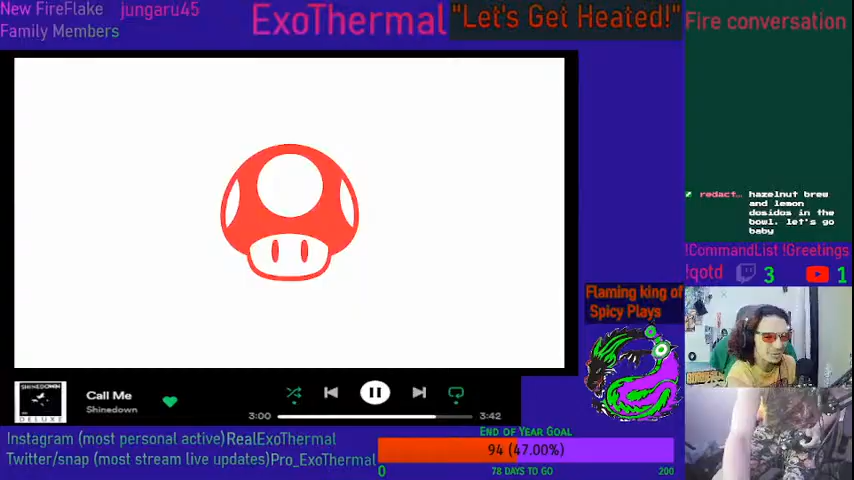 New FireFlake
Family Members
jungaru45
ExoThermal
"Let's Get Heated!"
Fire conversation
redact... hazelnut brew
and lemon
dosidos in the
bowl. let's go
baby
!CommandList !Greetings
!qotd
3
1
Flaming king of
Spicy Plays
SHINEDOWN
DELUXE
Call Me
Shinedown
3:00
3:42
Instagram (most personal active)RealExoThermal
Twitter/snap (most stream live updates)Pro_ExoThermal
End of Year Goal
94 (47.00%)
0
78 DAYS TO GO
200